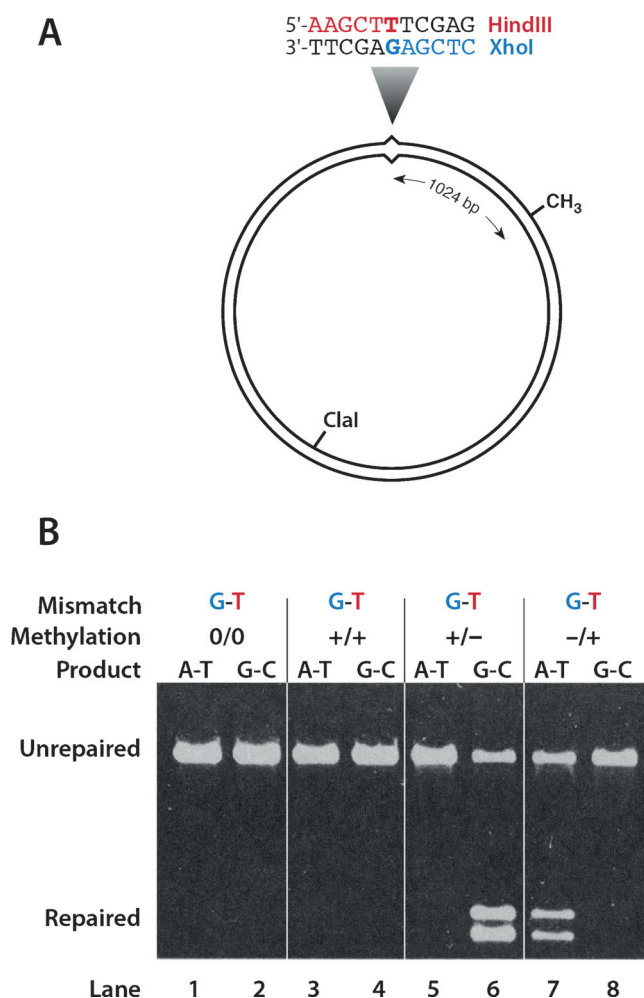 A
5'-AAGCTTTCGAG HindIII
3'-TTCGAGAGCTC XhoI
1024 bp
CH₃
ClaI
B
Mismatch G-T G-T G-T G-T
Methylation 0/0 +/+ +/− −/+
Product A-T G-C A-T G-C A-T G-C A-T G-C
Unrepaired
Repaired
Lane 1 2 3 4 5 6 7 8